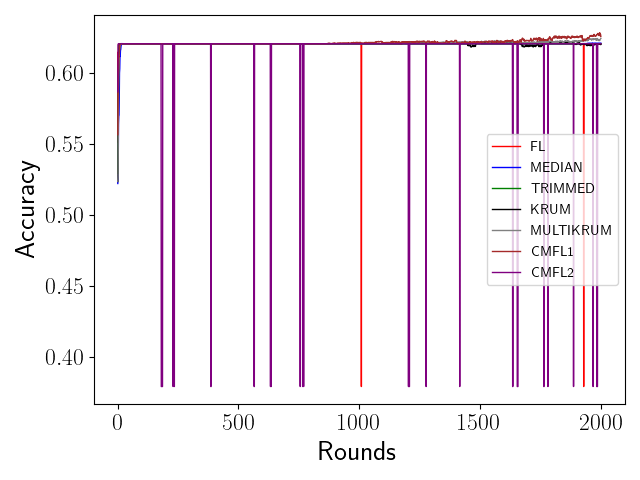 Accuracy
0.60
0.55
0.50
0.45
0.40
FL
MEDIAN
TRIMMED
KRUM
MULTIKRUM
CMFL1
CMFL2
0 500 1000 1500 2000
Rounds